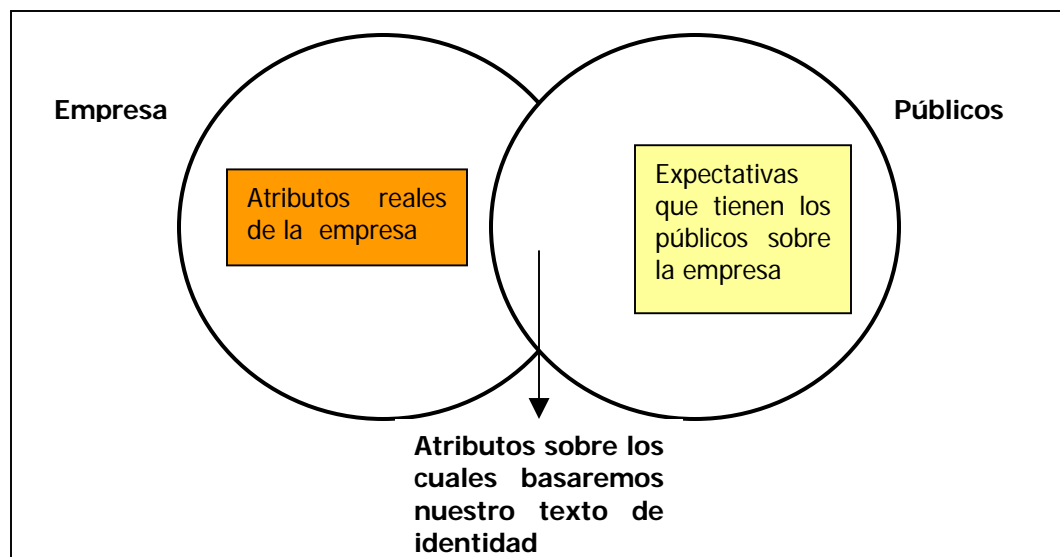 Empresa
Públicos
Atributos reales
de la empresa
Expectativas
que tienen los
públicos sobre
la empresa
Atributos sobre los
cuales basaremos
nuestro texto de
identidad